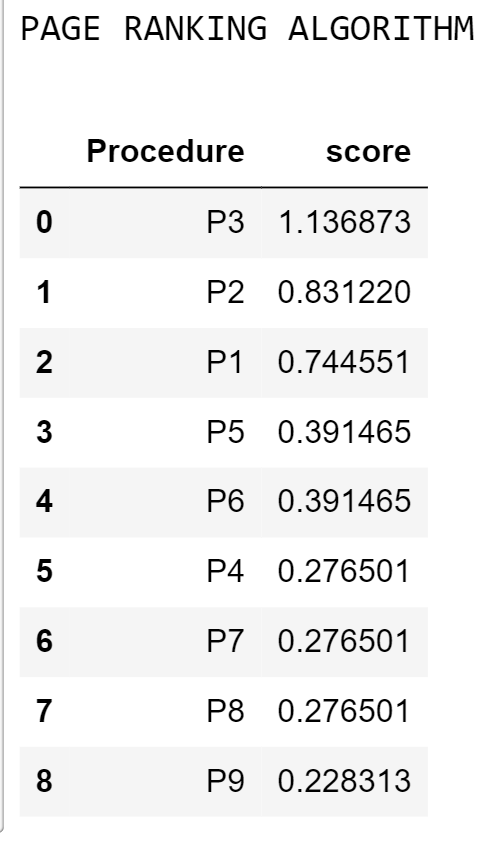 PAGE RANKING ALGORITHM
Procedure score
0 P3 1.136873
1 P2 0.831220
2 P1 0.744551
3 P5 0.391465
4 P6 0.391465
5 P4 0.276501
6 P7 0.276501
7 P8 0.276501
8 P9 0.228313